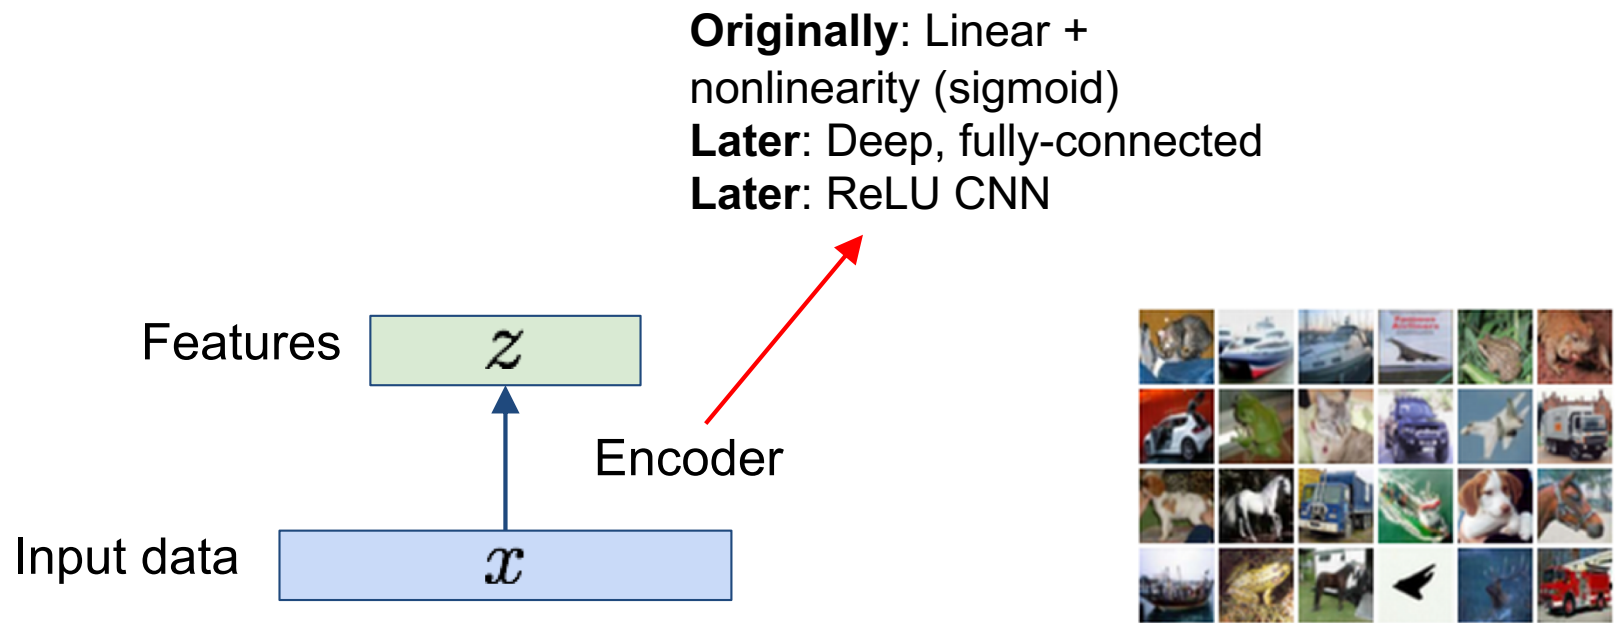 Originally: Linear +
nonlinearity (sigmoid)
Later: Deep, fully-connected
Later: ReLU CNN
Features
z
Encoder
Input data
x